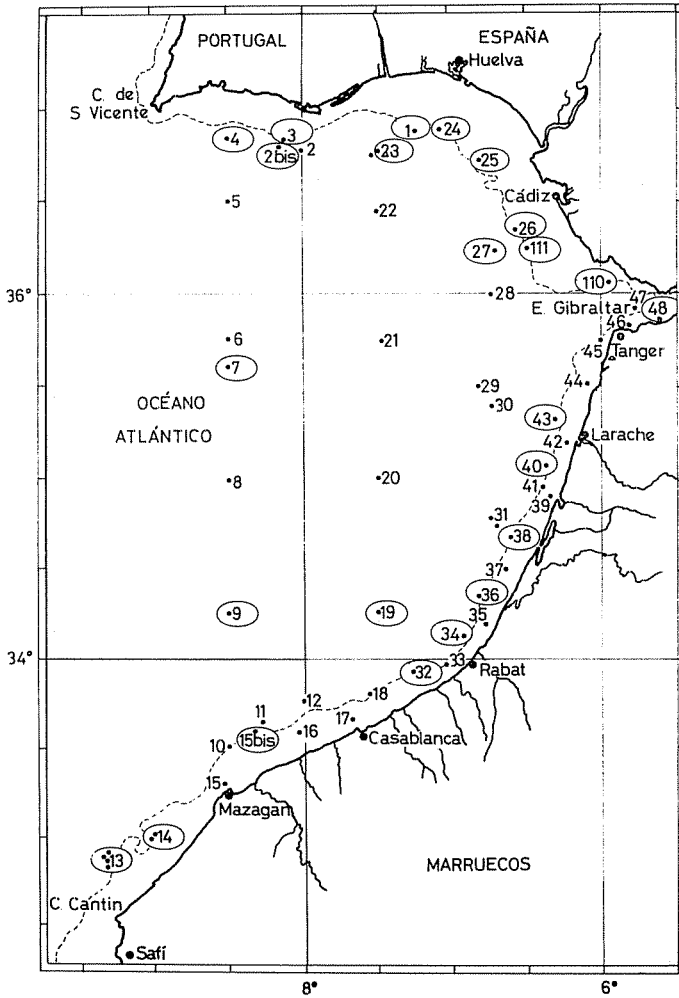 PORTUGAL
ESPAÑA
Huelva
C. de
S. Vicente
4
3
2bis
2
1
24
23
25
Cádiz
5
22
26
27
111
110
36°
28
E. Gibraltar
47
48
46
45
Tanger
6
21
7
44
29
30
43
OCÉANO
ATLÁNTICO
42
Larache
40
8
20
41
39
31
38
37
36
9
19
35
34
34°
33
32
Rabat
18
12
11
17
16
15bis
10
Casablanca
15
Mazagan
14
13
MARRUECOS
C. Cantin
Safí
8°
6°